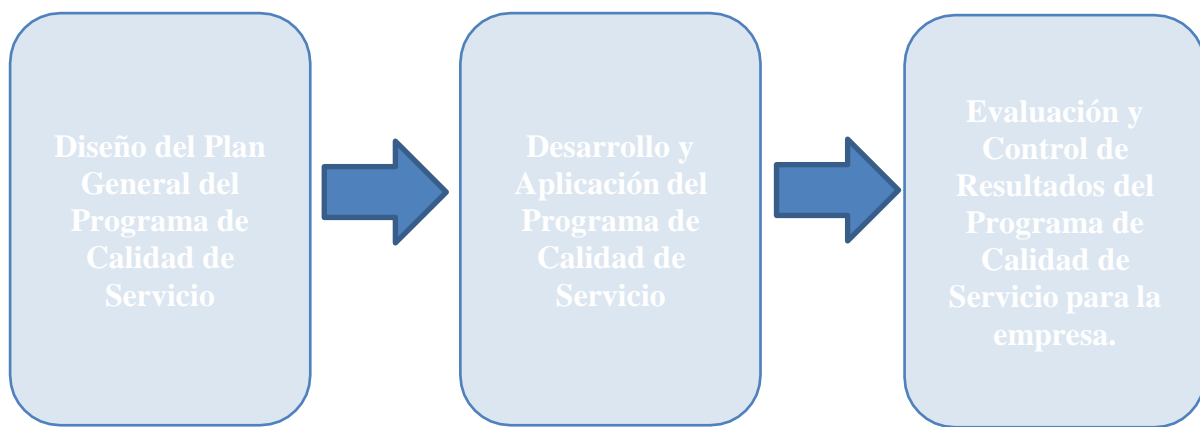 Diseño del Plan
General del
Programa de
Calidad de
Servicio
Desarrollo y
Aplicación del
Programa de
Calidad de
Servicio
Evaluación y
Control de
Resultados del
Programa de
Calidad de
Servicio para la
empresa.